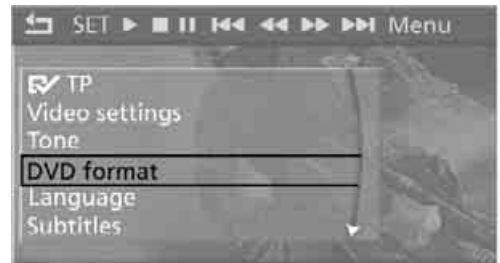 SET Menu
TP
Video settings
Tone
DVD format
Language
Subtitles